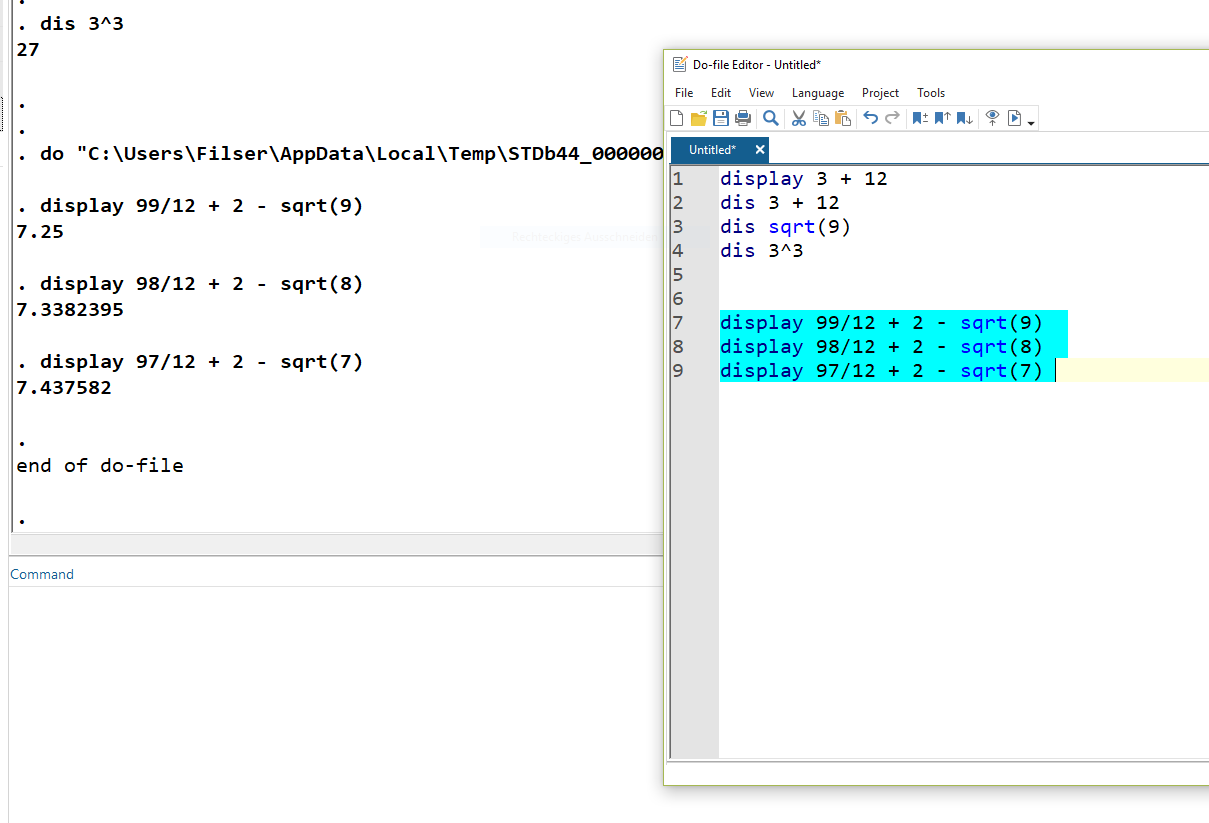 .
. dis 3^3
27
.
.
. do "C:\Users\Filser\AppData\Local\Temp\STDb44_000000
. display 99/12 + 2 - sqrt(9)
7.25
. display 98/12 + 2 - sqrt(8)
7.3382395
. display 97/12 + 2 - sqrt(7)
7.437582
.
end of do-file
.
Command
Rechteckiges Ausschneiden
Do-file Editor - Untitled*
File Edit View Language Project Tools
Untitled* ×
1 display 3 + 12
2 dis 3 + 12
3 dis sqrt(9)
4 dis 3^3
5
6
7 display 99/12 + 2 - sqrt(9)
8 display 98/12 + 2 - sqrt(8)
9 display 97/12 + 2 - sqrt(7)